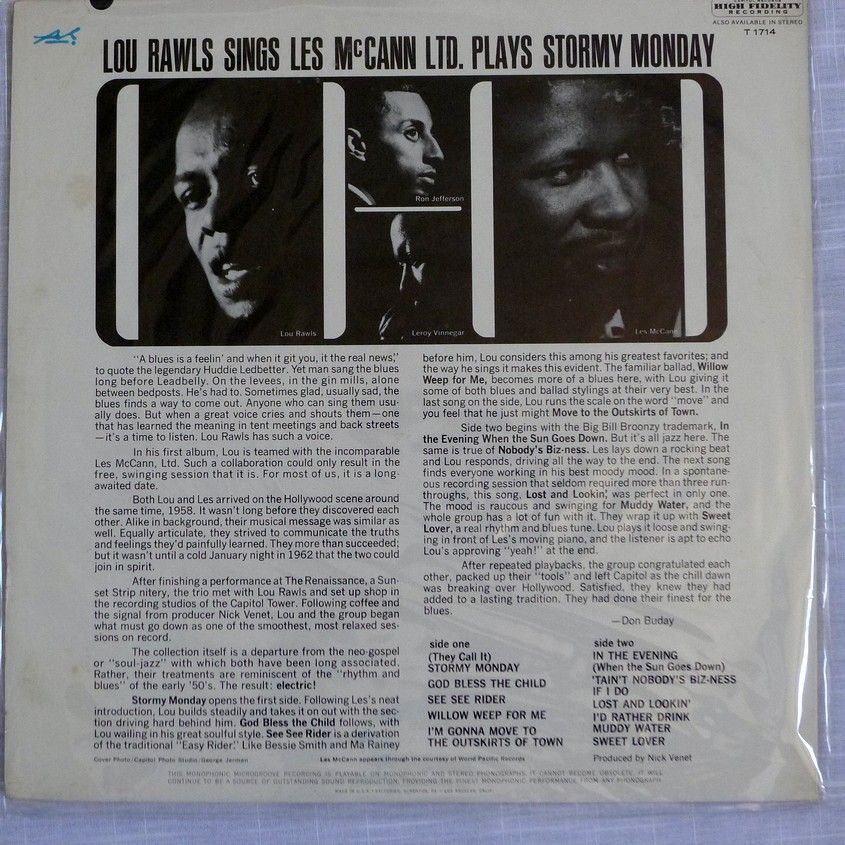 HIGH FIDELITY
RECORDING
ALSO AVAILABLE IN STEREO
T 1714
LOU RAWLS SINGS LES McCANN LTD. PLAYS STORMY MONDAY
Ron Jefferson
Lou Rawls
Leroy Vinnegar
Les McCann
"A blues is a feelin' and when it git you, it the real news,"
to quote the legendary Huddie Ledbetter. Yet man sang the blues
long before Leadbelly. On the levees, in the gin mills, alone
between bedposts. He's had to. Sometimes glad, usually sad, the
blues finds a way to come out. Anyone who can sing them usu-
ally does. But when a great voice cries and shouts them—one
that has learned the meaning in tent meetings and back streets
—it's a time to listen. Lou Rawls has such a voice.
In his first album, Lou is teamed with the incomparable
Les McCann, Ltd. Such a collaboration could only result in the
free, swinging session that it is. For most of us, it is a long-
awaited date.
Both Lou and Les arrived on the Hollywood scene around
the same time, 1958. It wasn't long before they discovered each
other. Alike in background, their musical message was similar as
well. Equally articulate, they strived to communicate the truths
and feelings they'd painfully learned. They more than succeeded;
but it wasn't until a cold January night in 1962 that the two could
join in spirit.
After finishing a performance at The Renaissance, a Sun-
set Strip nitery, the trio met with Lou Rawls and set up shop in
the recording studios of the Capitol Tower. Following coffee and
the signal from producer Nick Venet, Lou and the group began
what must go down as one of the smoothest, most relaxed ses-
sions on record.
The collection itself is a departure from the neo-gospel
or "soul-jazz" with which both have been long associated.
Rather, their treatments are reminiscent of the "rhythm and
blues" of the early '50's. The result: electric!
Stormy Monday opens the first side. Following Les's neat
introduction, Lou builds steadily and takes it on out with the sec-
tion driving hard behind him. God Bless the Child follows, with
Lou wailing in his great soulful style. See See Rider is a derivation
of the traditional "Easy Rider." Like Bessie Smith and Ma Rainey
before him, Lou considers this among his greatest favorites; and
the way he sings it makes this evident. The familiar ballad, Willow
Weep for Me, becomes more of a blues here, with Lou giving it
some of both blues and ballad stylings at their very best. In the
last song on the side, Lou runs the scale on the word "move" and
you feel that he just might Move to the Outskirts of Town.
Side two begins with the Big Bill Broonzy trademark, In
the Evening When the Sun Goes Down. But it's all jazz here. The
same is true of Nobody's Biz-ness. Les lays down a rocking beat
and Lou responds, driving all the way to the end. The next song
finds everyone working in his best moody mood. In a spontane-
ous recording session that seldom required more than three run-
throughs, this song, Lost and Lookin', was perfect in only one.
The mood is raucous and swinging for Muddy Water, and the
whole group has a lot of fun with it. They wrap it up with Sweet
Lover, a real rhythm and blues tune. Lou plays it loose and swing-
ing in front of Les's moving piano, and the listener is apt to echo
Lou's approving "yeah!" at the end.
After repeated playbacks, the group congratulated each
other, packed up their "tools" and left Capitol as the chill dawn
was breaking over Hollywood. Satisfied, they knew they had
added to a lasting tradition. They had done their finest for the
blues.
—Don Buday
side one
(They Call It)
STORMY MONDAY
GOD BLESS THE CHILD
SEE SEE RIDER
WILLOW WEEP FOR ME
I'M GONNA MOVE TO
THE OUTSKIRTS OF TOWN
side two
IN THE EVENING
(When the Sun Goes Down)
'TAIN'T NOBODY'S BIZ-NESS
IF I DO
LOST AND LOOKIN'
I'D RATHER DRINK
MUDDY WATER
SWEET LOVER
Produced by Nick Venet
Cover Photo/Capitol Photo Studio/George Jerman
Les McCann appears through the courtesy of World Pacific Records
THIS MONOPHONIC MICROGROOVE RECORDING IS PLAYABLE ON MONOPHONIC AND STEREO PHONOGRAPHS. IT CANNOT BECOME OBSOLETE. IT WILL
CONTINUE TO BE A SOURCE OF OUTSTANDING SOUND REPRODUCTION, PROVIDING THE FINEST MONOPHONIC PERFORMANCE FROM ANY PHONOGRAPH.